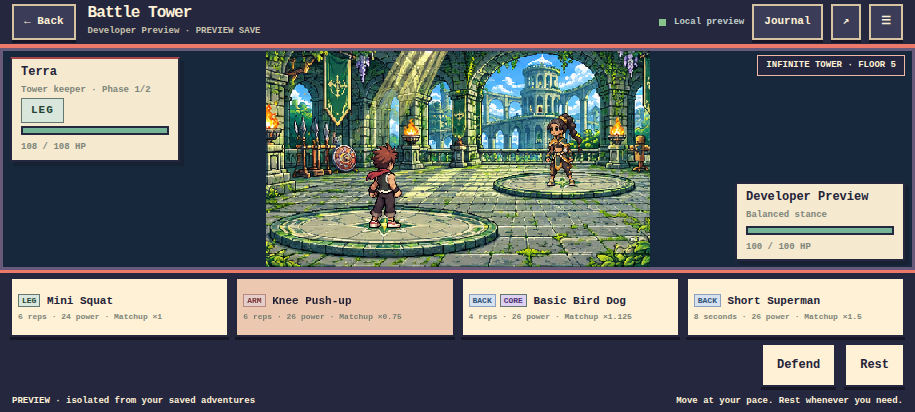 ← Back
Battle Tower
Developer Preview · PREVIEW SAVE
Local preview
Journal
↗
☰
Terra
Tower keeper · Phase 1/2
LEG
108 / 108 HP
INFINITE TOWER · FLOOR 5
Developer Preview
Balanced stance
100 / 100 HP
LEG Mini Squat
6 reps · 24 power · Matchup ×1
ARM Knee Push-up
6 reps · 26 power · Matchup ×0.75
BACK CORE Basic Bird Dog
4 reps · 26 power · Matchup ×1.125
BACK Short Superman
8 seconds · 26 power · Matchup ×1.5
Defend
Rest
PREVIEW · isolated from your saved adventures
Move at your pace. Rest whenever you need.